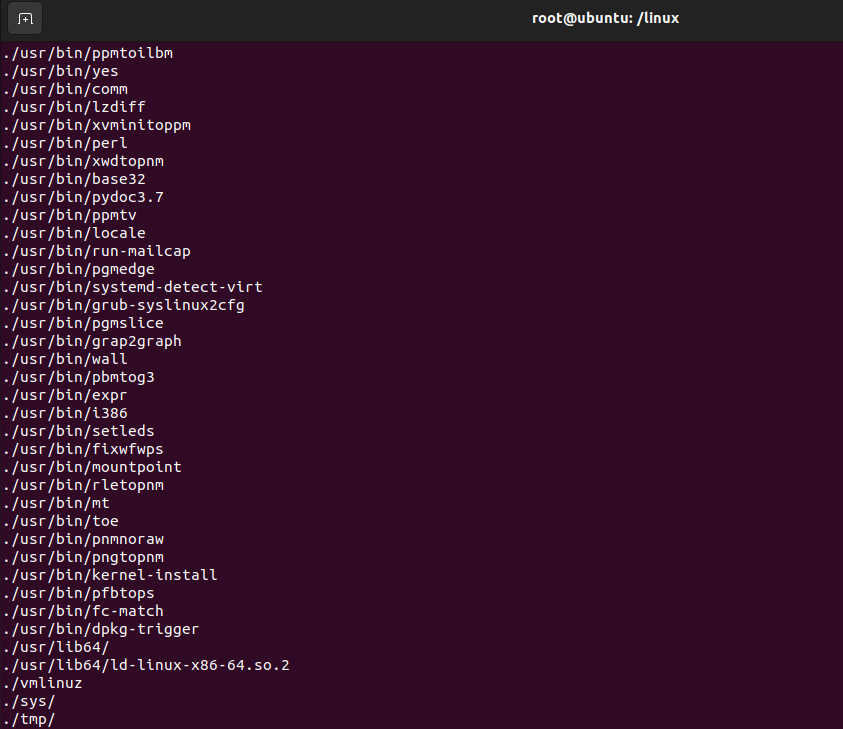 root@ubuntu: /linux
./usr/bin/ppmtoilbm
./usr/bin/yes
./usr/bin/comm
./usr/bin/lzdiff
./usr/bin/xvminitoppm
./usr/bin/perl
./usr/bin/xwdtopnm
./usr/bin/base32
./usr/bin/pydoc3.7
./usr/bin/ppmtv
./usr/bin/locale
./usr/bin/run-mailcap
./usr/bin/pgmedge
./usr/bin/systemd-detect-virt
./usr/bin/grub-syslinux2cfg
./usr/bin/pgmslice
./usr/bin/grap2graph
./usr/bin/wall
./usr/bin/pbmtog3
./usr/bin/expr
./usr/bin/i386
./usr/bin/setleds
./usr/bin/fixwfwps
./usr/bin/mountpoint
./usr/bin/rletopnm
./usr/bin/mt
./usr/bin/toe
./usr/bin/pnmnoraw
./usr/bin/pngtopnm
./usr/bin/kernel-install
./usr/bin/pfbtops
./usr/bin/fc-match
./usr/bin/dpkg-trigger
./usr/lib64/
./usr/lib64/ld-linux-x86-64.so.2
./vmlinuz
./sys/
./tmp/